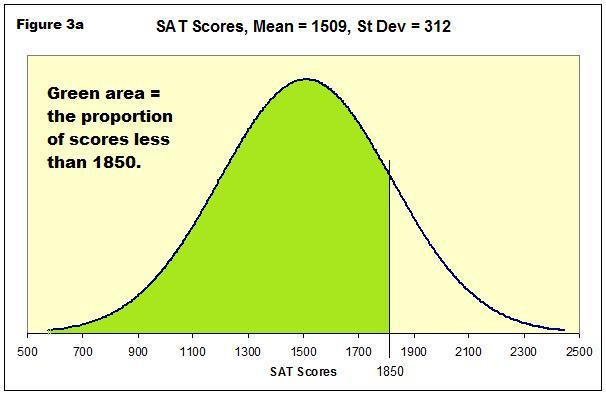 Figure 3a
SAT Scores, Mean = 1509, St Dev = 312
Green area =
the proportion
of scores less
than 1850.
500 700 900 1100 1300 1500 1700 1900 2100 2300 2500
SAT Scores 1850